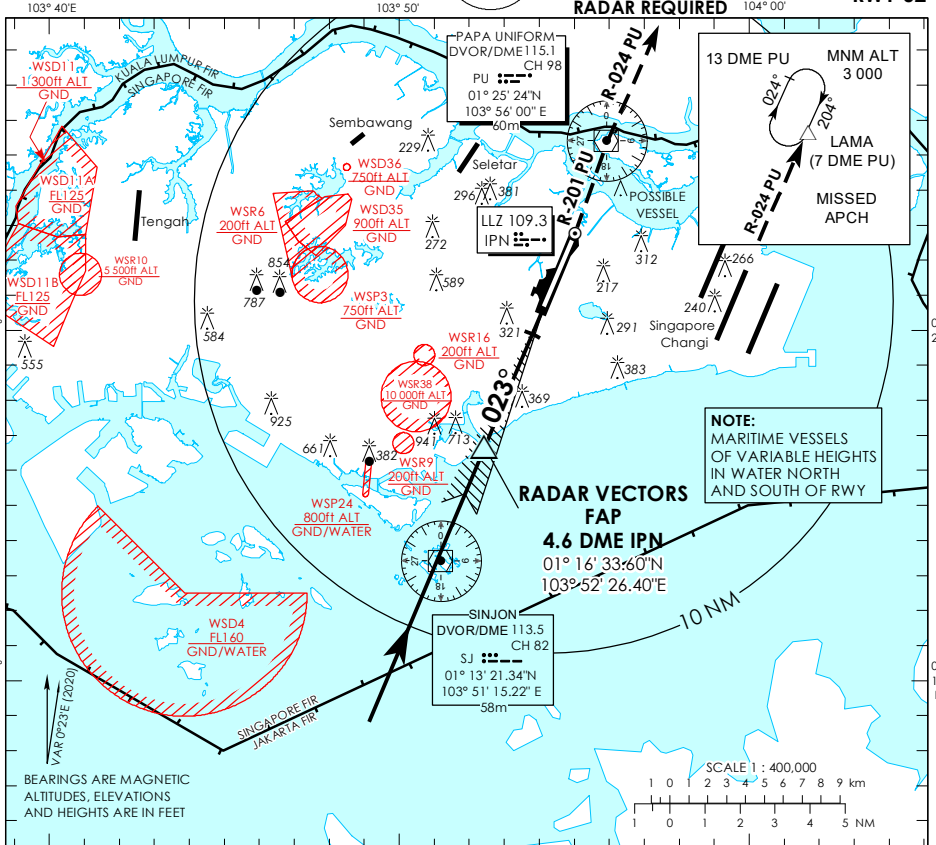 103° 40'E
103° 50'
RADAR REQUIRED
104° 00'
KUALA LUMPUR FIR
SINGAPORE FIR
WSD11
1 300ft ALT
GND
WSD11A
FL125
GND
WSR10
5 500ft ALT
GND
WSD11B
FL125
GND
555
Tengah
Sembawang
229
PAPA UNIFORM
DVOR/DME 115.1
CH 98
PU
01° 25' 24"N
103° 56' 00" E
60m
R-024 PU
R-201 PU
Seletar
296
381
LLZ 109.3
IPN
WSD36
750ft ALT
GND
WSR6
200ft ALT
GND
WSD35
900ft ALT
GND
854
787
WSP3
750ft ALT
GND
272
589
584
POSSIBLE
VESSEL
312
217
321
291
383
369
13 DME PU
MNM ALT
3 000
024°
204°
LAMA
(7 DME PU)
R-024 PU
MISSED
APCH
266
240
Singapore
Changi
WSR16
200ft ALT
GND
WSR38
10 000ft ALT
GND
023°
925
661
382
941
713
WSR9
200ft ALT
GND
WSP24
800ft ALT
GND/WATER
NOTE:
MARITIME VESSELS
OF VARIABLE HEIGHTS
IN WATER NORTH
AND SOUTH OF RWY
RADAR VECTORS
FAP
4.6 DME IPN
01° 16' 33.60"N
103° 52' 26.40"E
10 NM
WSD4
FL160
GND/WATER
SINJON
DVOR/DME 113.5
CH 82
SJ
01° 13' 21.34"N
103° 51' 15.22" E
58m
SINGAPORE FIR
JAKARTA FIR
VAR 0°23'E (2020)
BEARINGS ARE MAGNETIC
ALTITUDES, ELEVATIONS
AND HEIGHTS ARE IN FEET
SCALE 1 : 400,000
1 0 1 2 3 4 5 6 7 8 9 km
1 0 1 2 3 4 5 NM